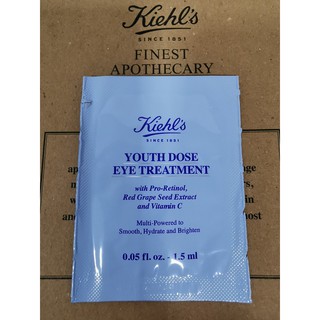 Kiehl's
SINCE 1851
FINEST
APOTHECARY
Kiehl's
SINCE 1851
YOUTH DOSE
EYE TREATMENT
with Pro-Retinol,
Red Grape Seed Extract
and Vitamin C
Multi-Powered to
Smooth, Hydrate and Brighten
0.05 fl. oz. - 1.5 ml